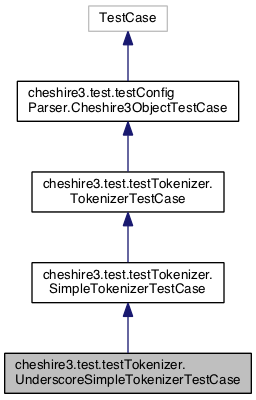 TestCase
cheshire3.test.testConfig
Parser.Cheshire3ObjectTestCase
cheshire3.test.testTokenizer.
TokenizerTestCase
cheshire3.test.testTokenizer.
SimpleTokenizerTestCase
cheshire3.test.testTokenizer.
UnderscoreSimpleTokenizerTestCase